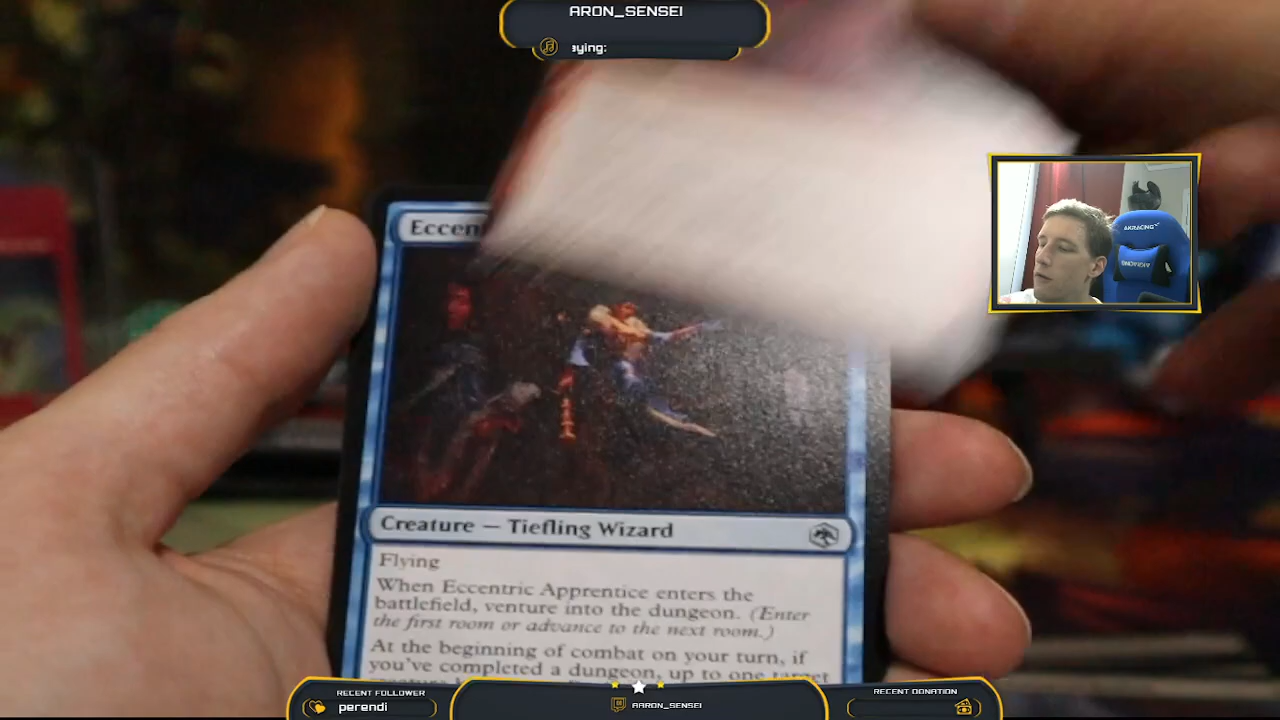 ARON_SENSEI
ying:
Eccen
AKRACING
Creature — Tiefling Wizard
Flying
When Eccentric Apprentice enters the
battlefield, venture into the dungeon. (Enter
the first room or advance to the next room.)
At the beginning of combat on your turn, if
you've completed a dungeon, up to one target
RECENT FOLLOWER
perendi
AARON_SENSEI
RECENT DONATION